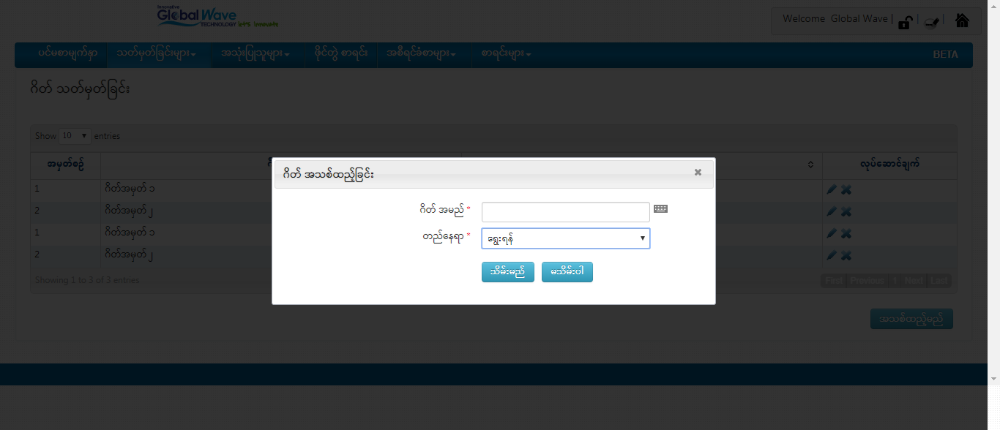 Innovative
Global Wave
TECHNOLOGY let's innovate
Welcome Global Wave
ပင်မစာမျက်နှာ သတ်မှတ်ခြင်းများ အသုံးပြုသူများ ဖိုင်တွဲ စာရင်း အစီရင်ခံစာများ စာရင်းများ BETA
ဂိတ် သတ်မှတ်ခြင်း
Show 10 entries
အမှတ်စဉ် လုပ်ဆောင်ချက်
1 ဂိတ်အမှတ် ၁
2 ဂိတ်အမှတ်၂
1 ဂိတ်အမှတ် ၁
2 ဂိတ်အမှတ်၂
Showing 1 to 3 of 3 entries First Previous 1 Next Last
အသစ်ထည့်မည်
ဂိတ် အသစ်ထည့်ခြင်း
ဂိတ် အမည် *
တည်နေရာ * ရွေးရန်
သိမ်းမည် မသိမ်းပါ